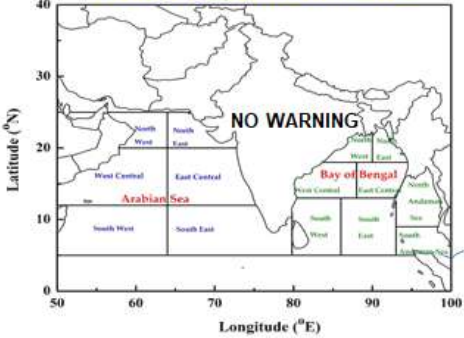 40
30
20
10
0
Latitude (°N)
NO WARNING
North
West
North
East
West Central
East Central
Arabian Sea
South West
South East
North
West
North
East
Bay of Bengal
West Central
East Central
South
West
South
East
North
Andaman
Sea
South
Andaman Sea
50
60
70
80
90
100
Longitude (°E)